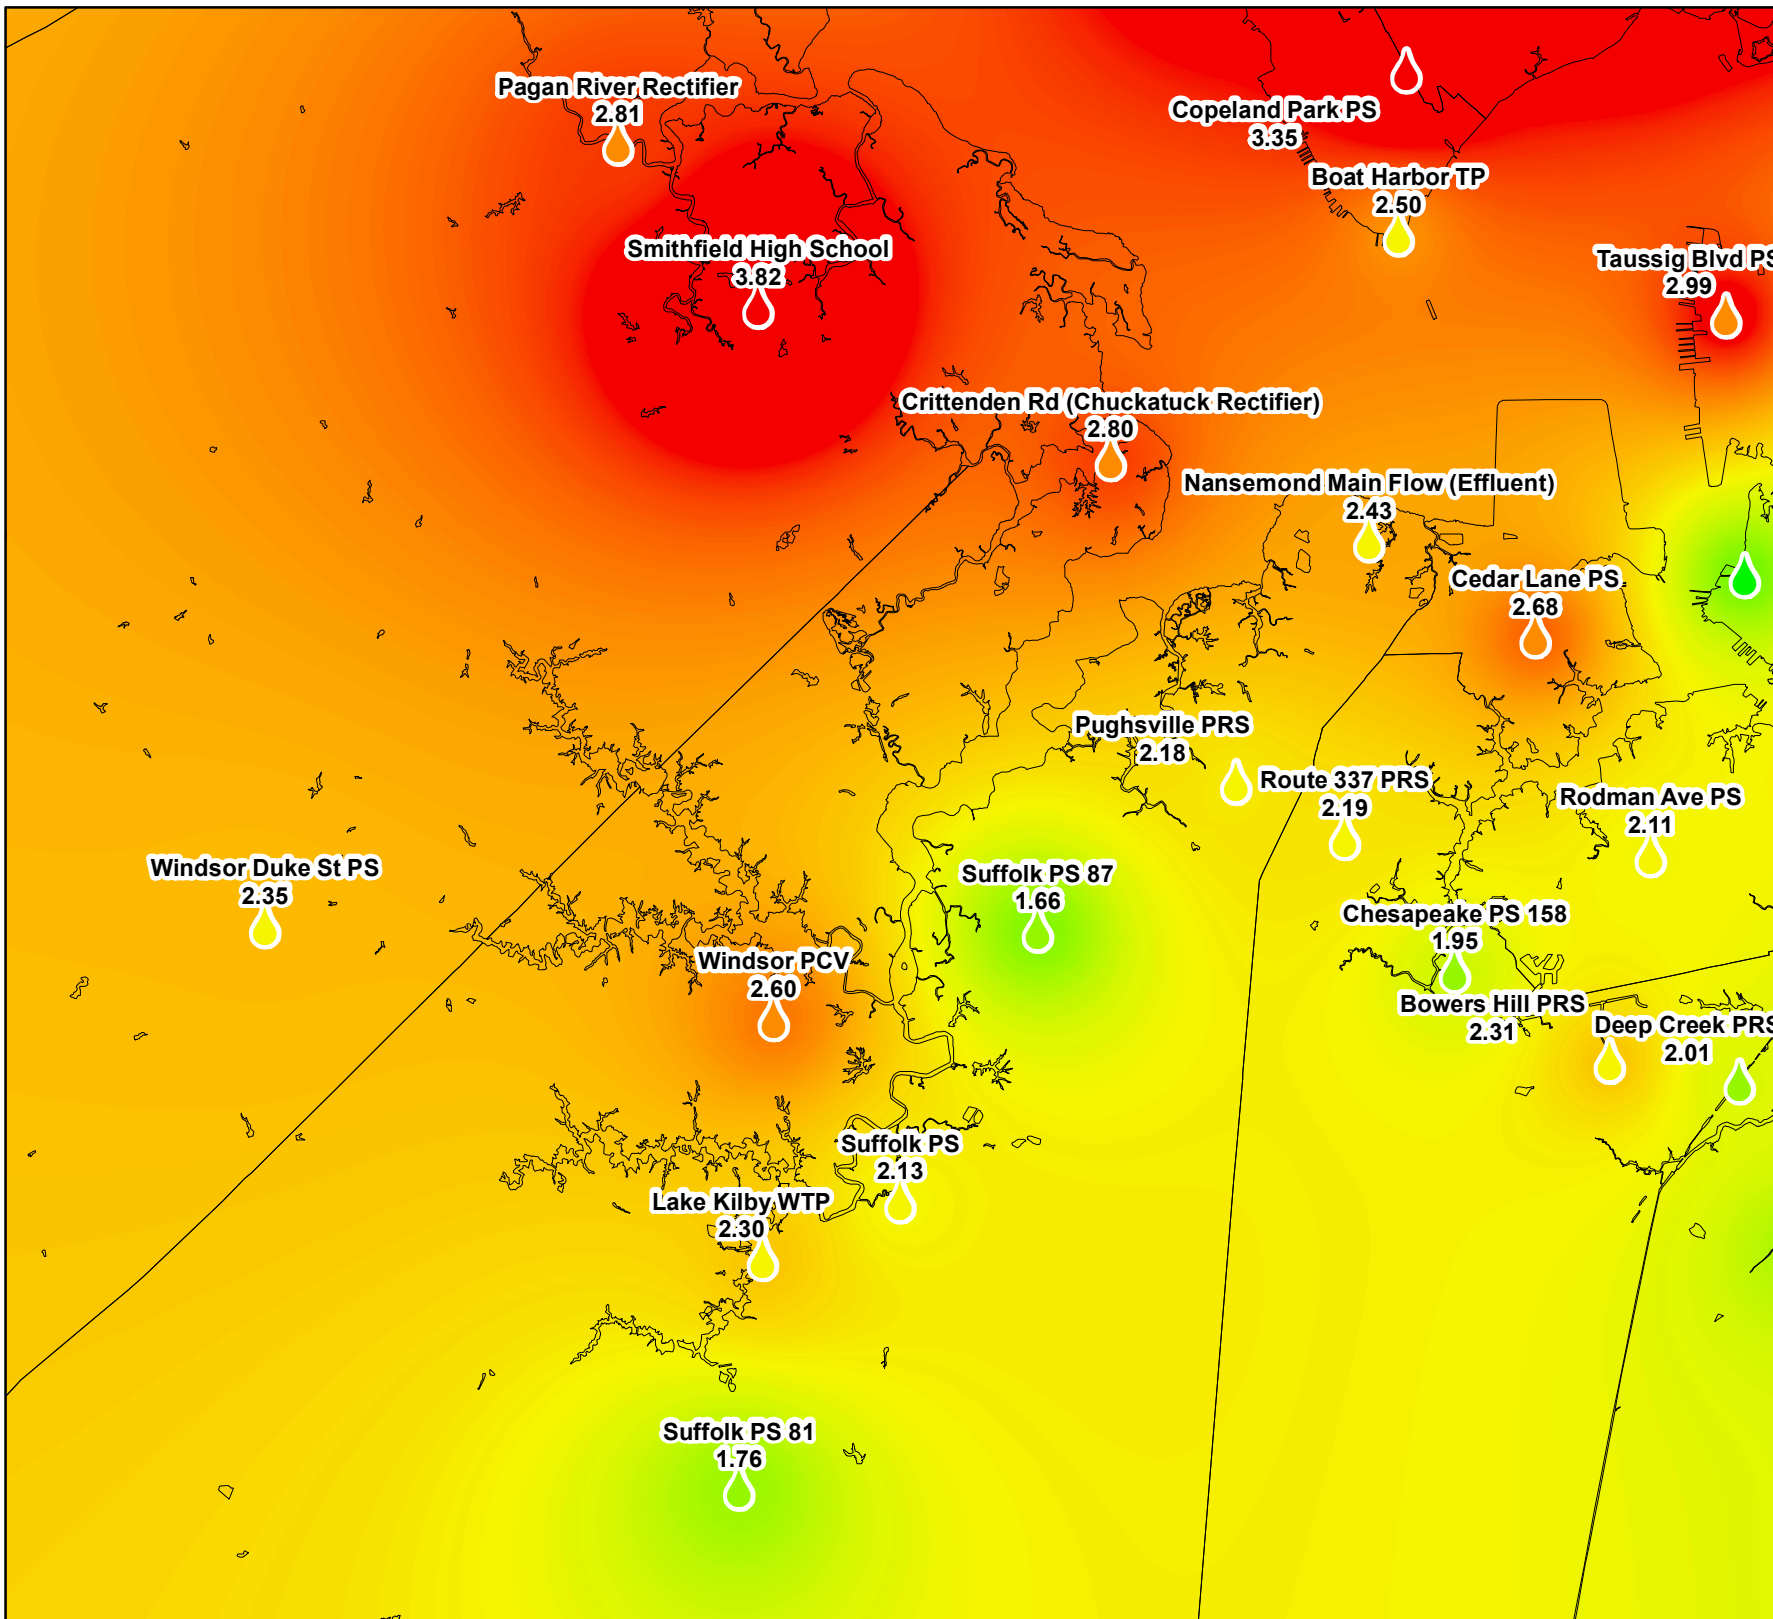 Pagan River Rectifier
2.81
Copeland Park PS
3.35
Boat Harbor TP
2.50
Smithfield High School
3.82
Taussig Blvd PS
2.99
Crittenden Rd (Chuckatuck Rectifier)
2.80
Nansemond Main Flow (Effluent)
2.43
Cedar Lane PS
2.68
Pughsville PRS
2.18
Route 337 PRS
2.19
Rodman Ave PS
2.11
Windsor Duke St PS
2.35
Suffolk PS 87
1.66
Chesapeake PS 158
1.95
Windsor PCV
2.60
Bowers Hill PRS
2.31
Deep Creek PRS
2.01
Suffolk PS
2.13
Lake Kilby WTP
2.30
Suffolk PS 81
1.76